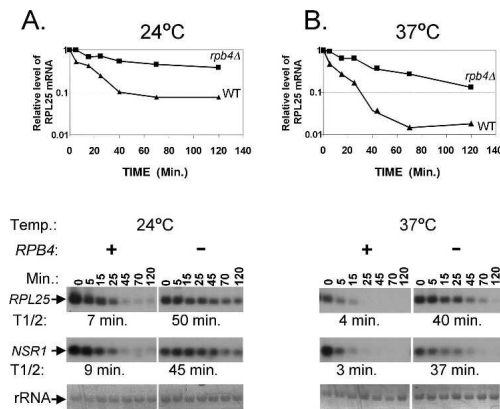 A.
24°C
Relative level of
RPL25 mRNA
1
0.1
0.01
rpb4Δ
WT
0 20 40 60 80 100 120 140
TIME (Min.)
B.
37°C
Relative level of
RPL25 mRNA
1
0.1
0.01
rpb4Δ
WT
0 20 40 60 80 100 120 140
TIME (Min.)
Temp.: 24°C 37°C
RPB4: + − + −
Min.: 0 5 15 25 45 70 120 0 5 15 25 45 70 120 0 5 15 25 45 70 120 0 5 15 25 45 70 120
RPL25
T1/2: 7 min. 50 min. 4 min. 40 min.
NSR1
T1/2: 9 min. 45 min. 3 min. 37 min.
rRNA